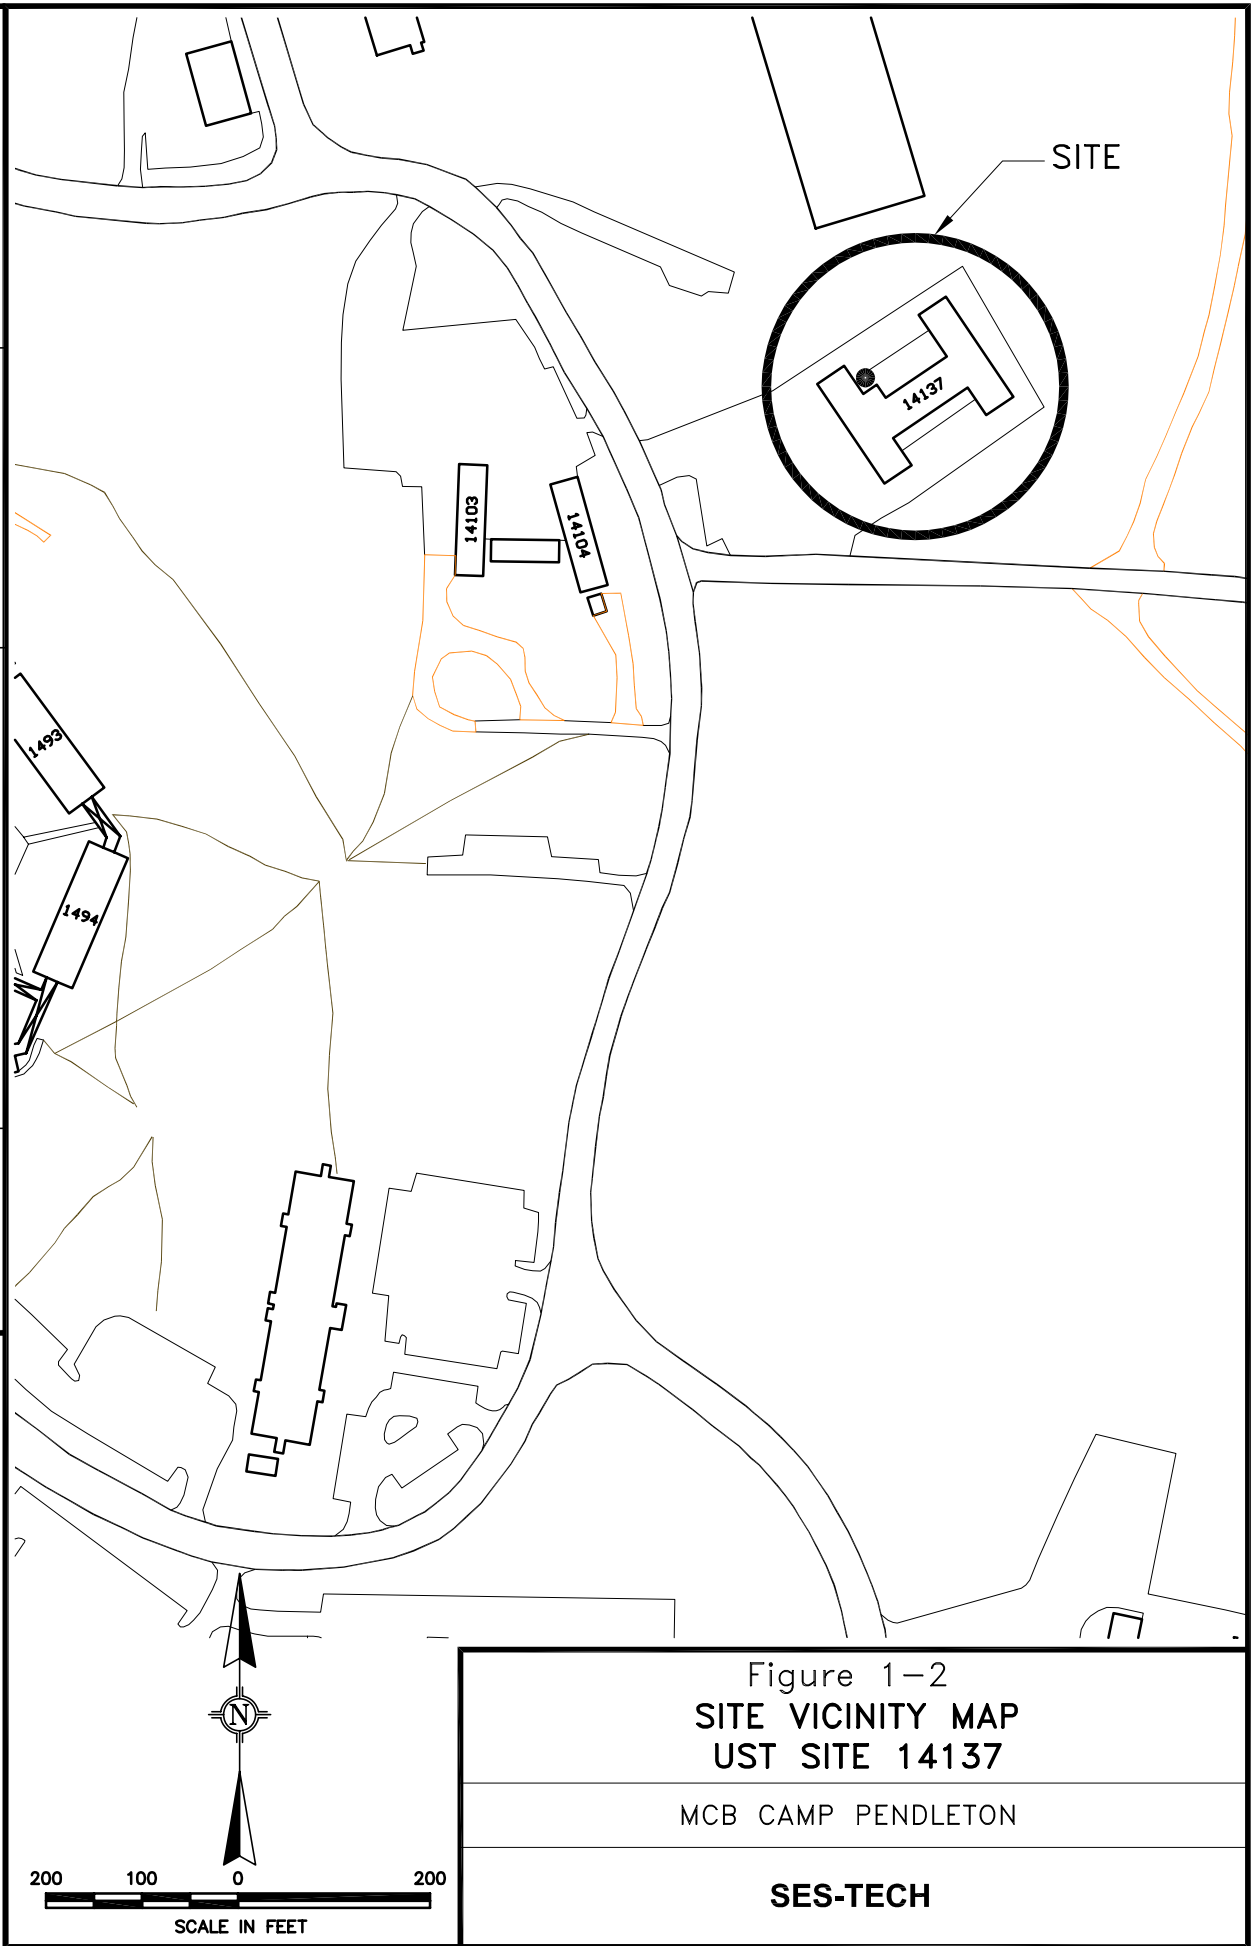 SITE
14137
14103
14104
1493
1494
N
200 100 0 200
SCALE IN FEET
Figure 1-2
SITE VICINITY MAP
UST SITE 14137
MCB CAMP PENDLETON
SES-TECH